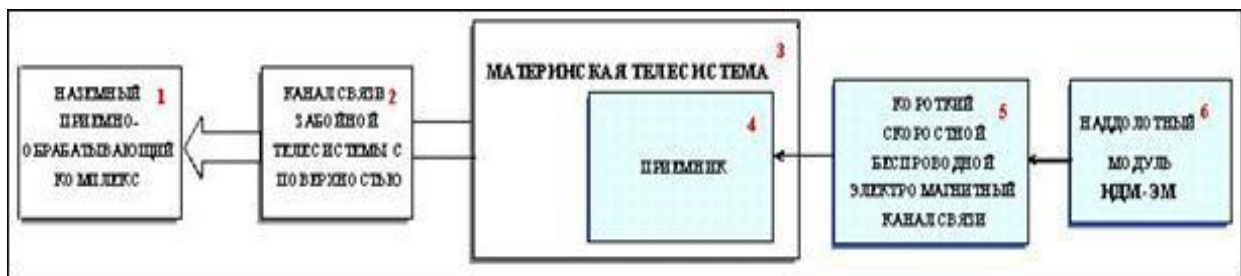 НАЗЕМНЫЙ 1
ПРИЕМНО-
ОБРАБАТЫВАЮЩИЙ
КОМПЛЕКС
КАНАЛ СВЯЗИ 2
ЗАБОЙНОЙ
ТЕЛЕСИСТЕМЫ С
ПОВЕРХНОСТЬЮ
3
МАТЕРИНСКАЯ ТЕЛЕСИСТЕМА
4
ПРИЕМНИК
КОРОТКИЙ
5
СКОРОСТНОЙ
БЕСПРОВОДНОЙ
ЭЛЕКТРОМАГНИТНЫЙ
КАНАЛ СВЯЗИ
6
НАДДОЛОТНЫЙ
МОДУЛЬ
НДМ-ЭМ